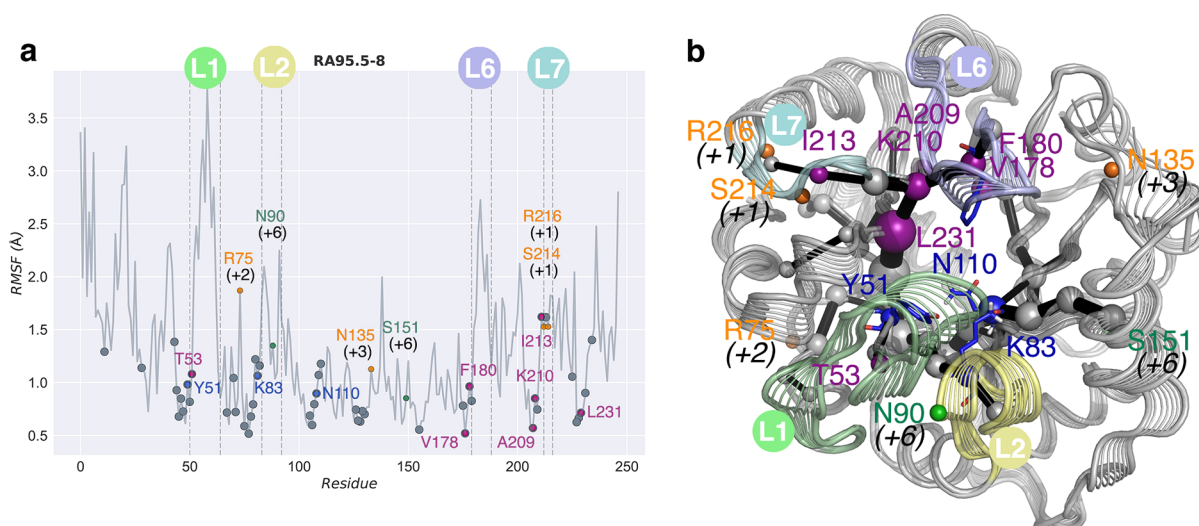 a
RA95.5-8
L1
L2
L6
L7
RMSF (Å)
3.5
3.0
2.5
2.0
1.5
1.0
0.5
N90
(+6)
R75
(+2)
R216
(+1)
S214
(+1)
N135
(+3)
S151
(+6)
I213
T53
Y51
K83
N110
F180
K210
L231
V178
A209
0
50
100
150
200
250
Residue
b
L6
A209
R216
(+1)
L7
I213
K210
F180
V178
N135
(+3)
S214
(+1)
L231
N110
Y51
R75
(+2)
K83
S151
(+6)
T53
N90
(+6)
L1
L2